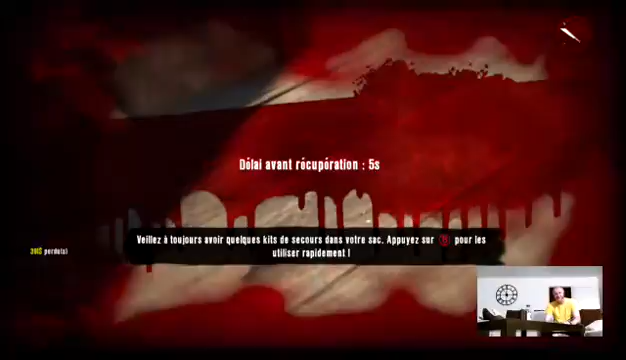 Délai avant récupération : 5s
Veillez à toujours avoir quelques kits de secours dans votre sac. Appuyez sur pour les
utiliser rapidement !
perdu(s)